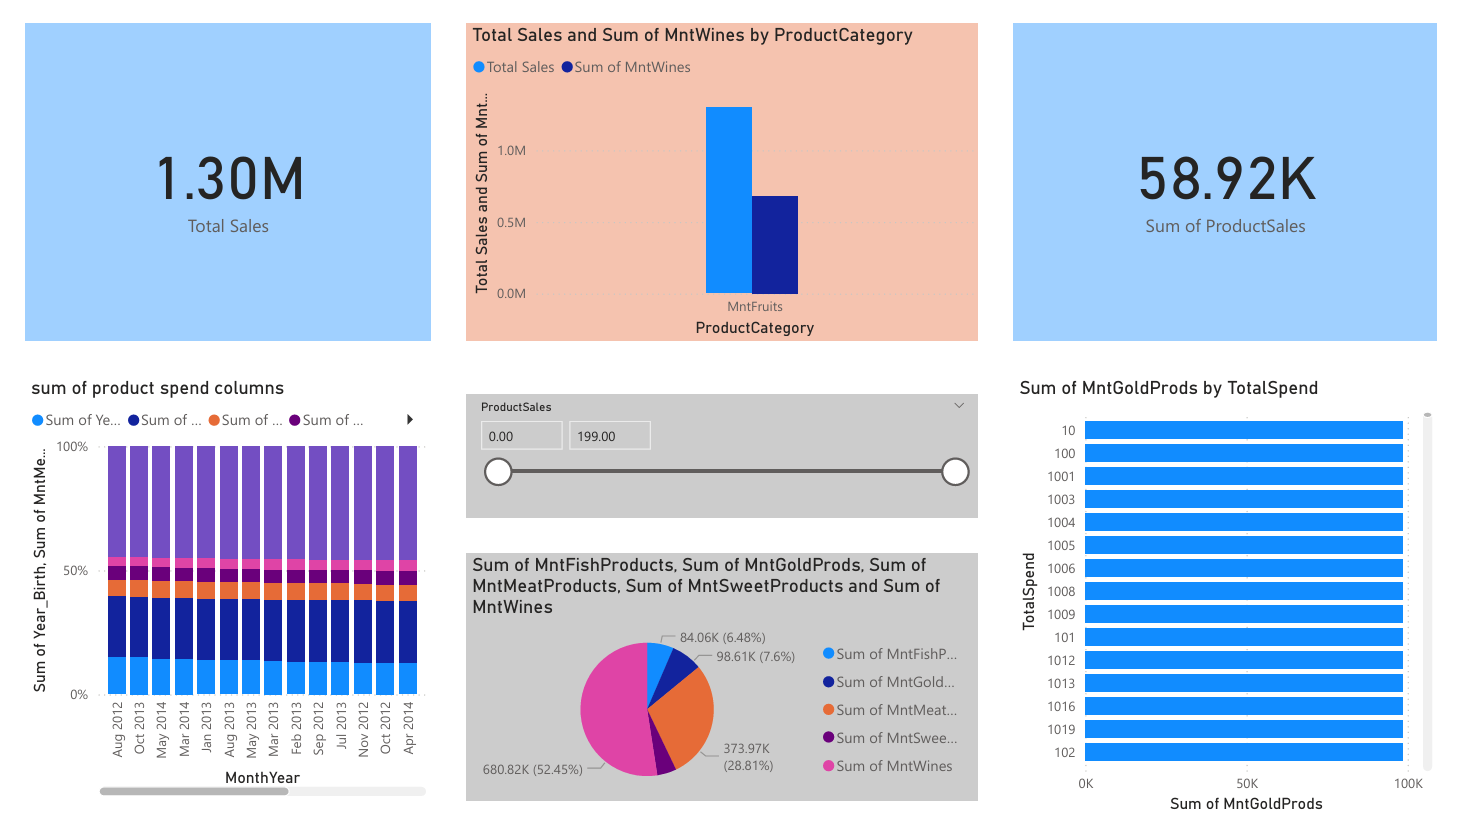 1.30M
Total Sales
Total Sales and Sum of MntWines by ProductCategory
Total Sales
Sum of MntWines
Total Sales and Sum of Mnt...
1.0M
0.5M
0.0M
MntFruits
ProductCategory
58.92K
Sum of ProductSales
sum of product spend columns
Sum of Ye...
Sum of ...
Sum of ...
Sum of ...
Sum of Year_Birth, Sum of MntMe...
100%
50%
0%
Aug 2012
Oct 2013
May 2014
Mar 2014
Jan 2013
Aug 2013
May 2013
Mar 2013
Feb 2013
Sep 2012
Jul 2013
Nov 2012
Oct 2012
Apr 2014
MonthYear
ProductSales
0.00
199.00
Sum of MntFishProducts, Sum of MntGoldProds, Sum of
MntMeatProducts, Sum of MntSweetProducts and Sum of
MntWines
84.06K (6.48%)
98.61K (7.6%)
373.97K
(28.81%)
680.82K (52.45%)
Sum of MntFishP...
Sum of MntGold...
Sum of MntMeat...
Sum of MntSwee...
Sum of MntWines
Sum of MntGoldProds by TotalSpend
TotalSpend
10
100
1001
1003
1004
1005
1006
1008
1009
101
1012
1013
1016
1019
102
0K
50K
100K
Sum of MntGoldProds